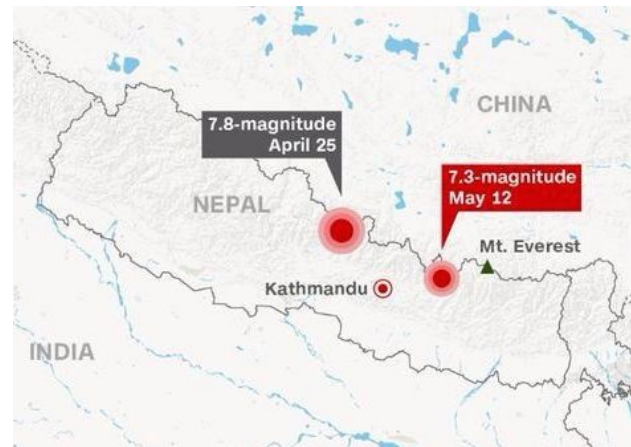 CHINA
7.8-magnitude
April 25
7.3-magnitude
May 12
NEPAL
Mt. Everest
Kathmandu
INDIA